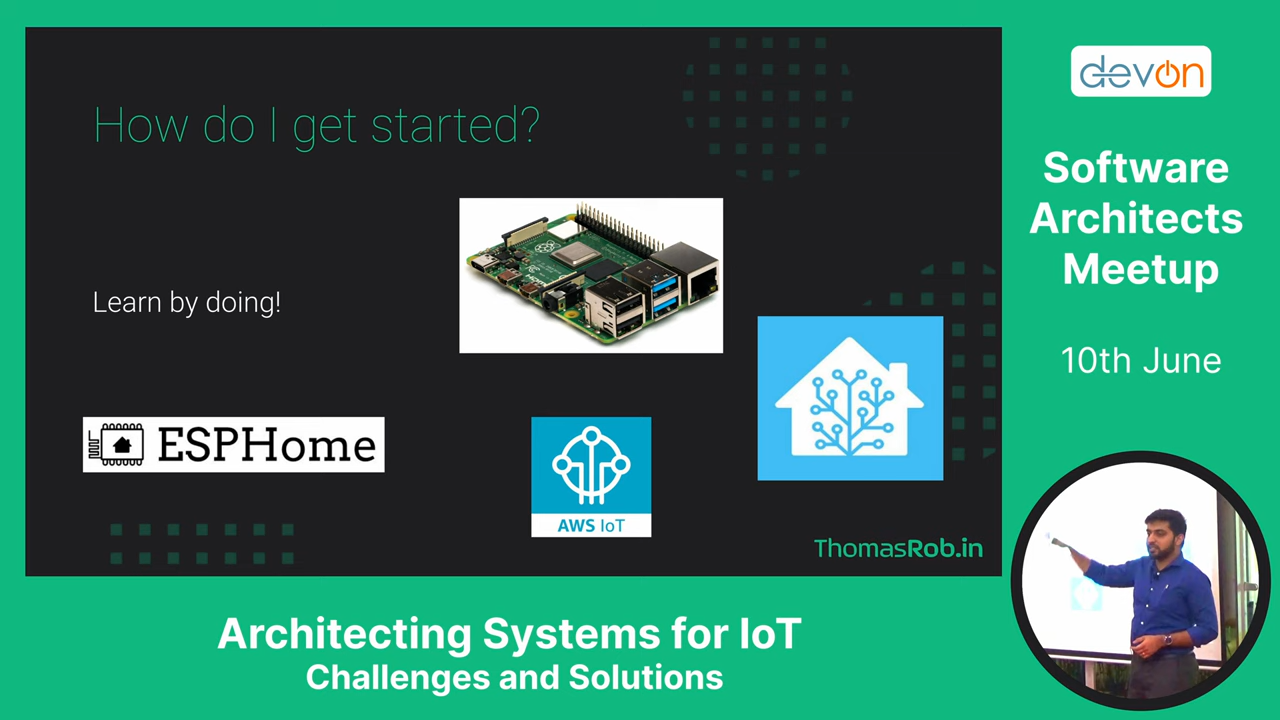 How do I get started?
Learn by doing!
ESPHome
AWS IoT
ThomasRob.in
devon
Software
Architects
Meetup
10th June
Architecting Systems for IoT
Challenges and Solutions